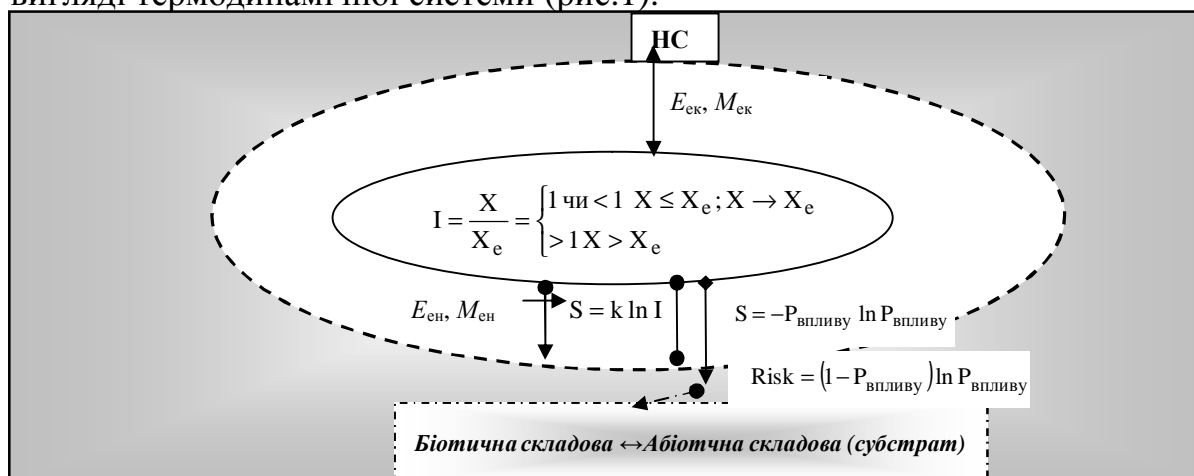 вигляді термодинамічної системи (рис.1).
НС
Eек, Mек
I = X / Xe = { 1 чи < 1 X ≤ Xe ; X → Xe
> 1 X > Xe
Eен, Mен S = k ln I S = −Pвпливу ln Pвпливу
Risk = (1 − Pвпливу) ln Pвпливу
Біотична складова ↔Абіотчна складова (субстрат)